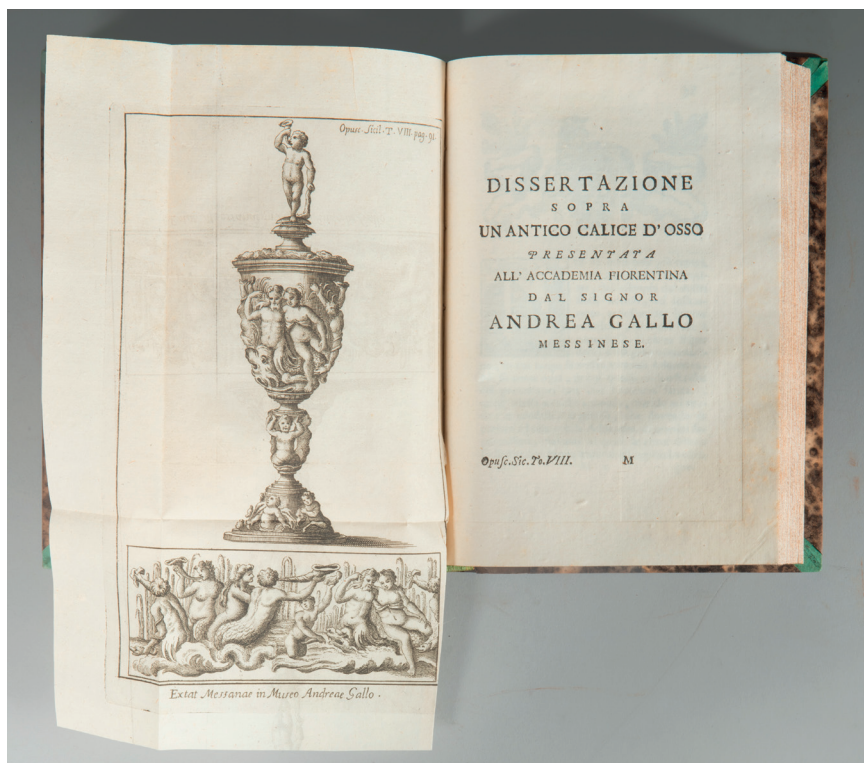 Opusc. Sicil. T. VIII. pag. 91.
Extat Messanae in Museo Andreae Gallo.
DISSERTAZIONE
SOPRA
UN ANTICO CALICE D' OSSO
PRESENTATA
ALL' ACCADEMIA FIORENTINA
DAL SIGNOR
ANDREA GALLO
MESSINESE.
Opuſc. Sic. To. VIII. M